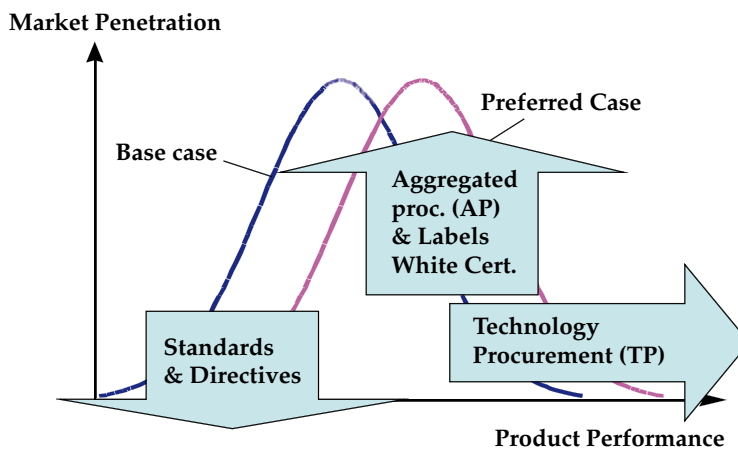 Market Penetration
Preferred Case
Base case
Aggregated
proc. (AP)
& Labels
White Cert.
Standards
& Directives
Technology
Procurement (TP)
Product Performance